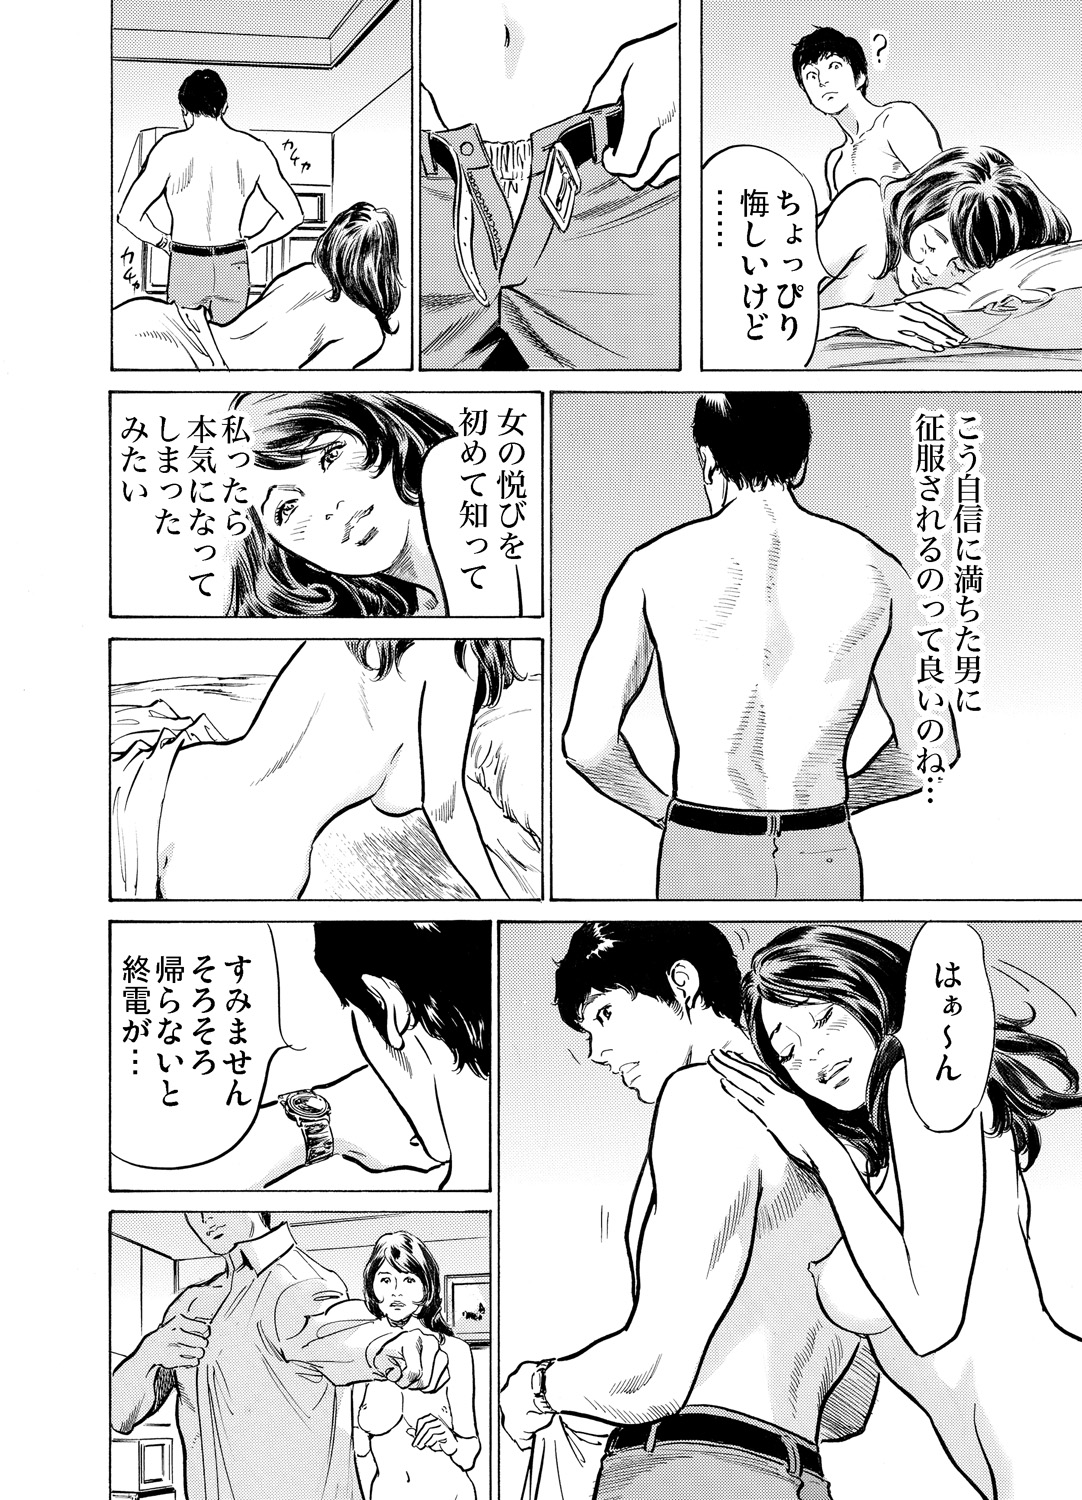 ?
ちょっぴり
悔しいけど
……
カチャ
カチャ
こう自信に満ちた男に
征服されるのって良いのね…
女の悦びを
初めて知って
私ったら
本気になって
しまった
みたい
はぁ～ん
すみません
そろそろ
帰らないと
終電が…